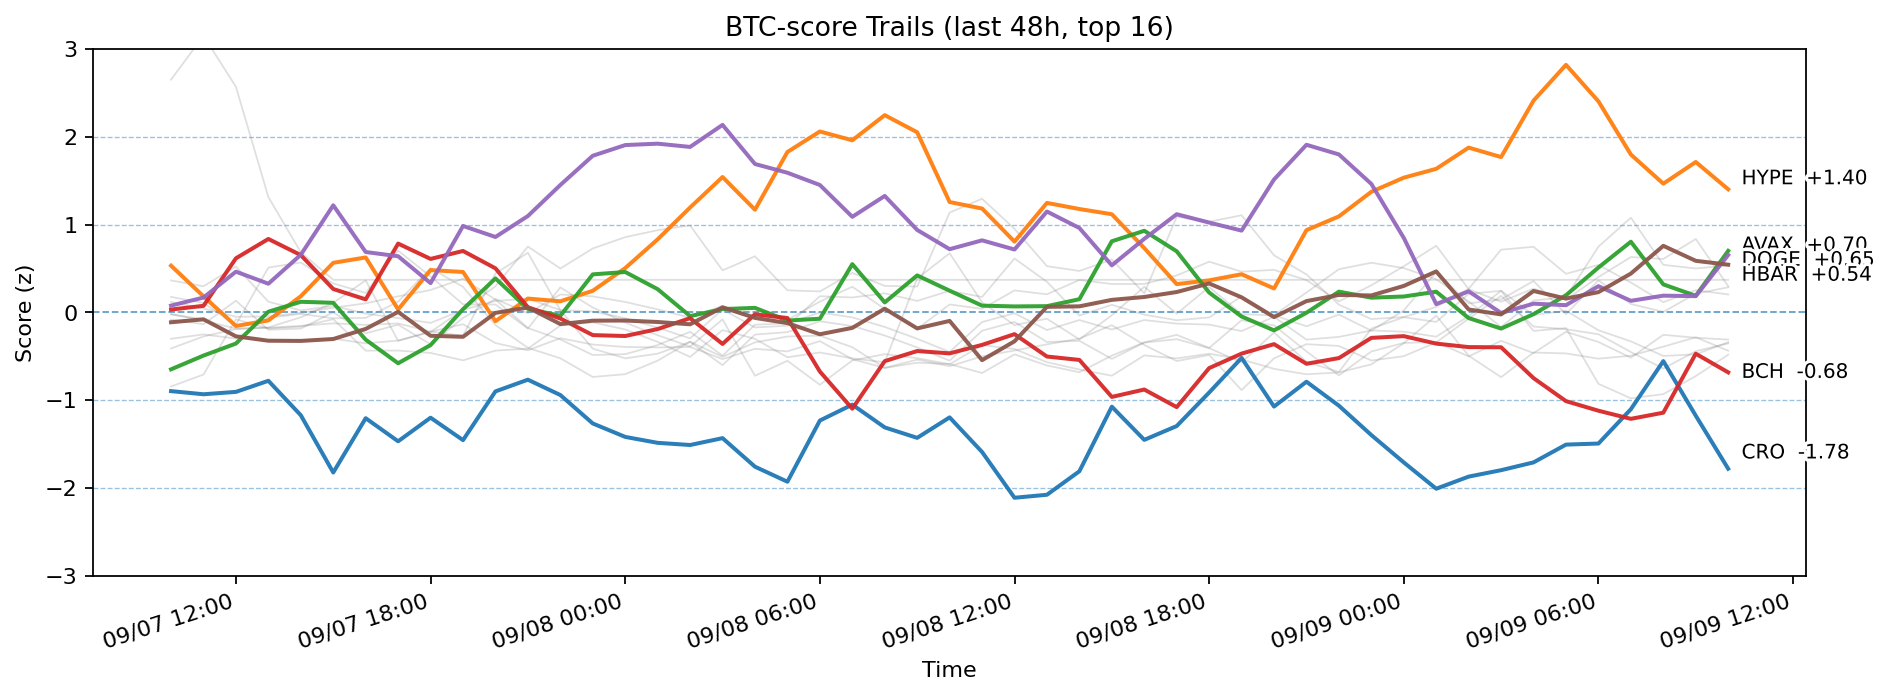 BTC-score Trails (last 48h, top 16)
Score (z)
3
2
1
0
−1
−2
−3
HYPE +1.40
AVAX +0.70
DOGE +0.65
HBAR +0.54
BCH -0.68
CRO -1.78
09/07 12:00
09/07 18:00
09/08 00:00
09/08 06:00
09/08 12:00
09/08 18:00
09/09 00:00
09/09 06:00
09/09 12:00
Time